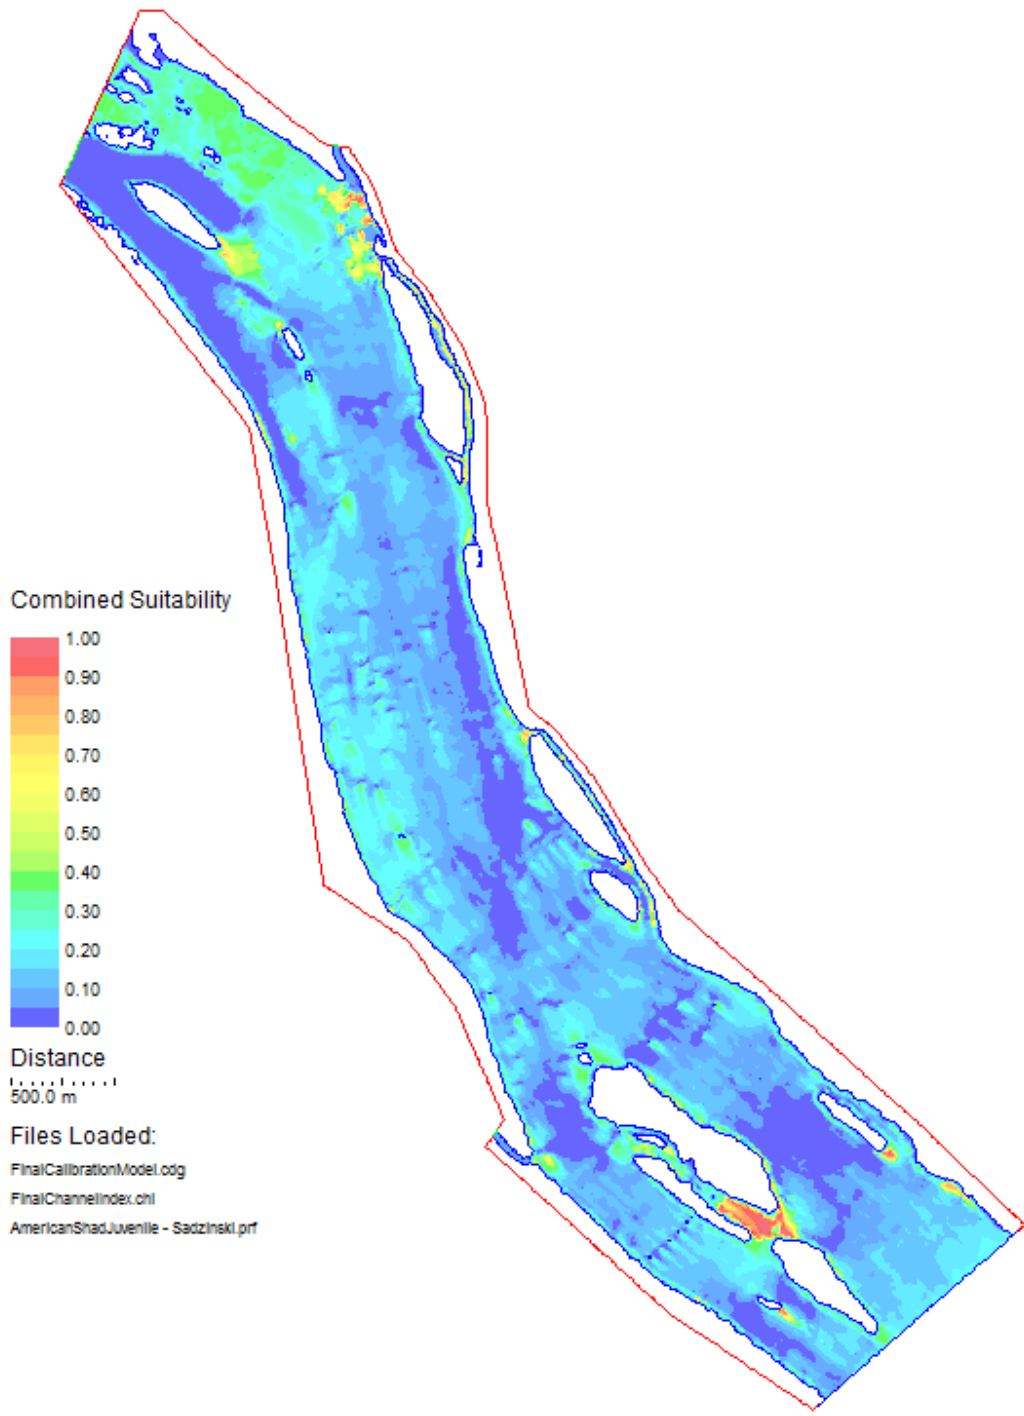 Combined Suitability
1.00
0.90
0.80
0.70
0.60
0.50
0.40
0.30
0.20
0.10
0.00
Distance
500.0 m
Files Loaded:
FinalCalibrationModel.cdg
FinalChannelIndex.chi
AmericanShadJuvenile - Sadzinski.prf